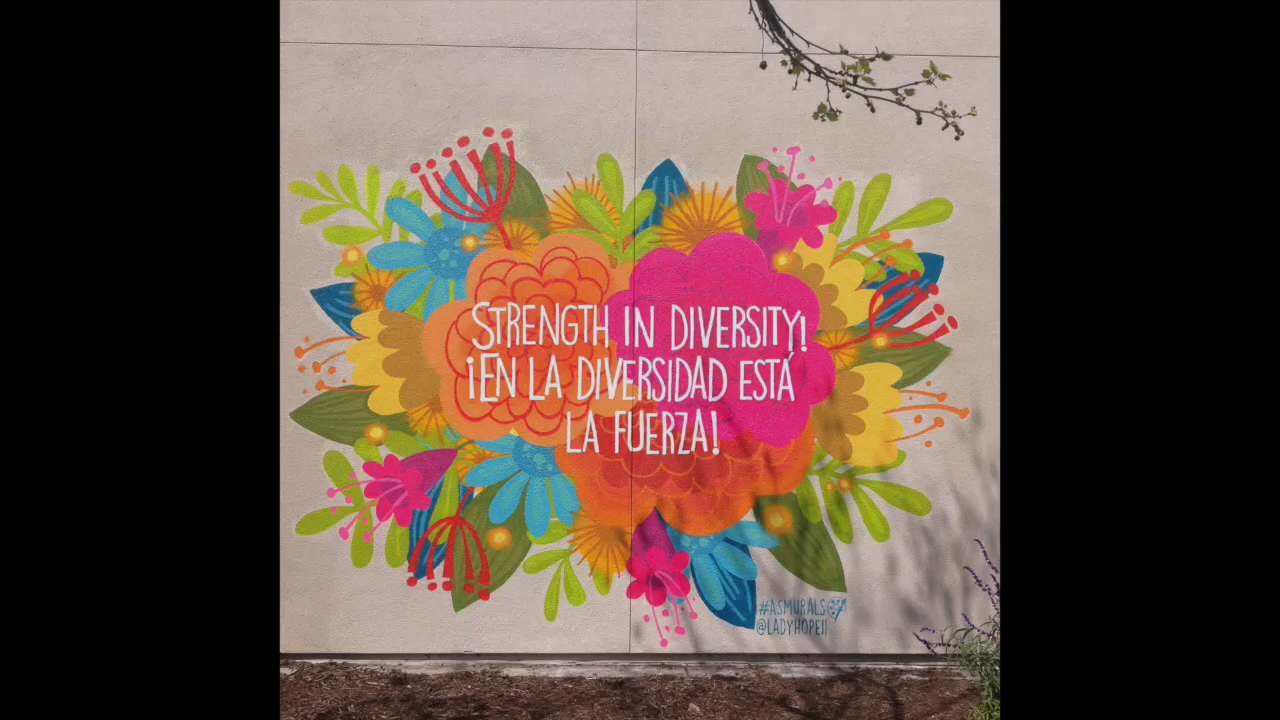 STRENGTH IN DIVERSITY!
¡EN LA DIVERSIDAD ESTÁ
LA FUERZA!
#ASMURALS
@LADYHOPE11